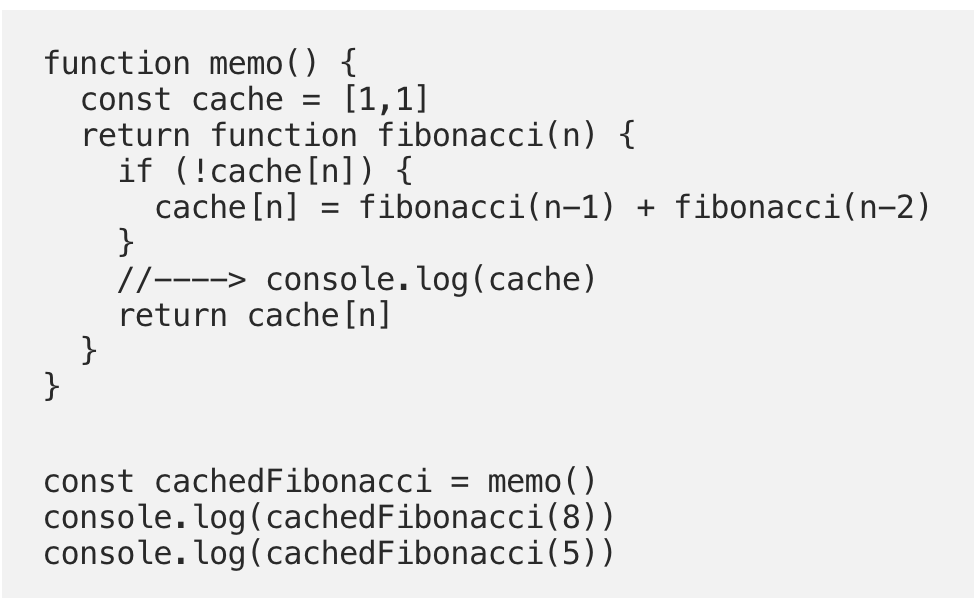 function memo() {
  const cache = [1,1]
  return function fibonacci(n) {
    if (!cache[n]) {
      cache[n] = fibonacci(n-1) + fibonacci(n-2)
    }
    //----> console.log(cache)
    return cache[n]
  }
}
const cachedFibonacci = memo()
console.log(cachedFibonacci(8))
console.log(cachedFibonacci(5))